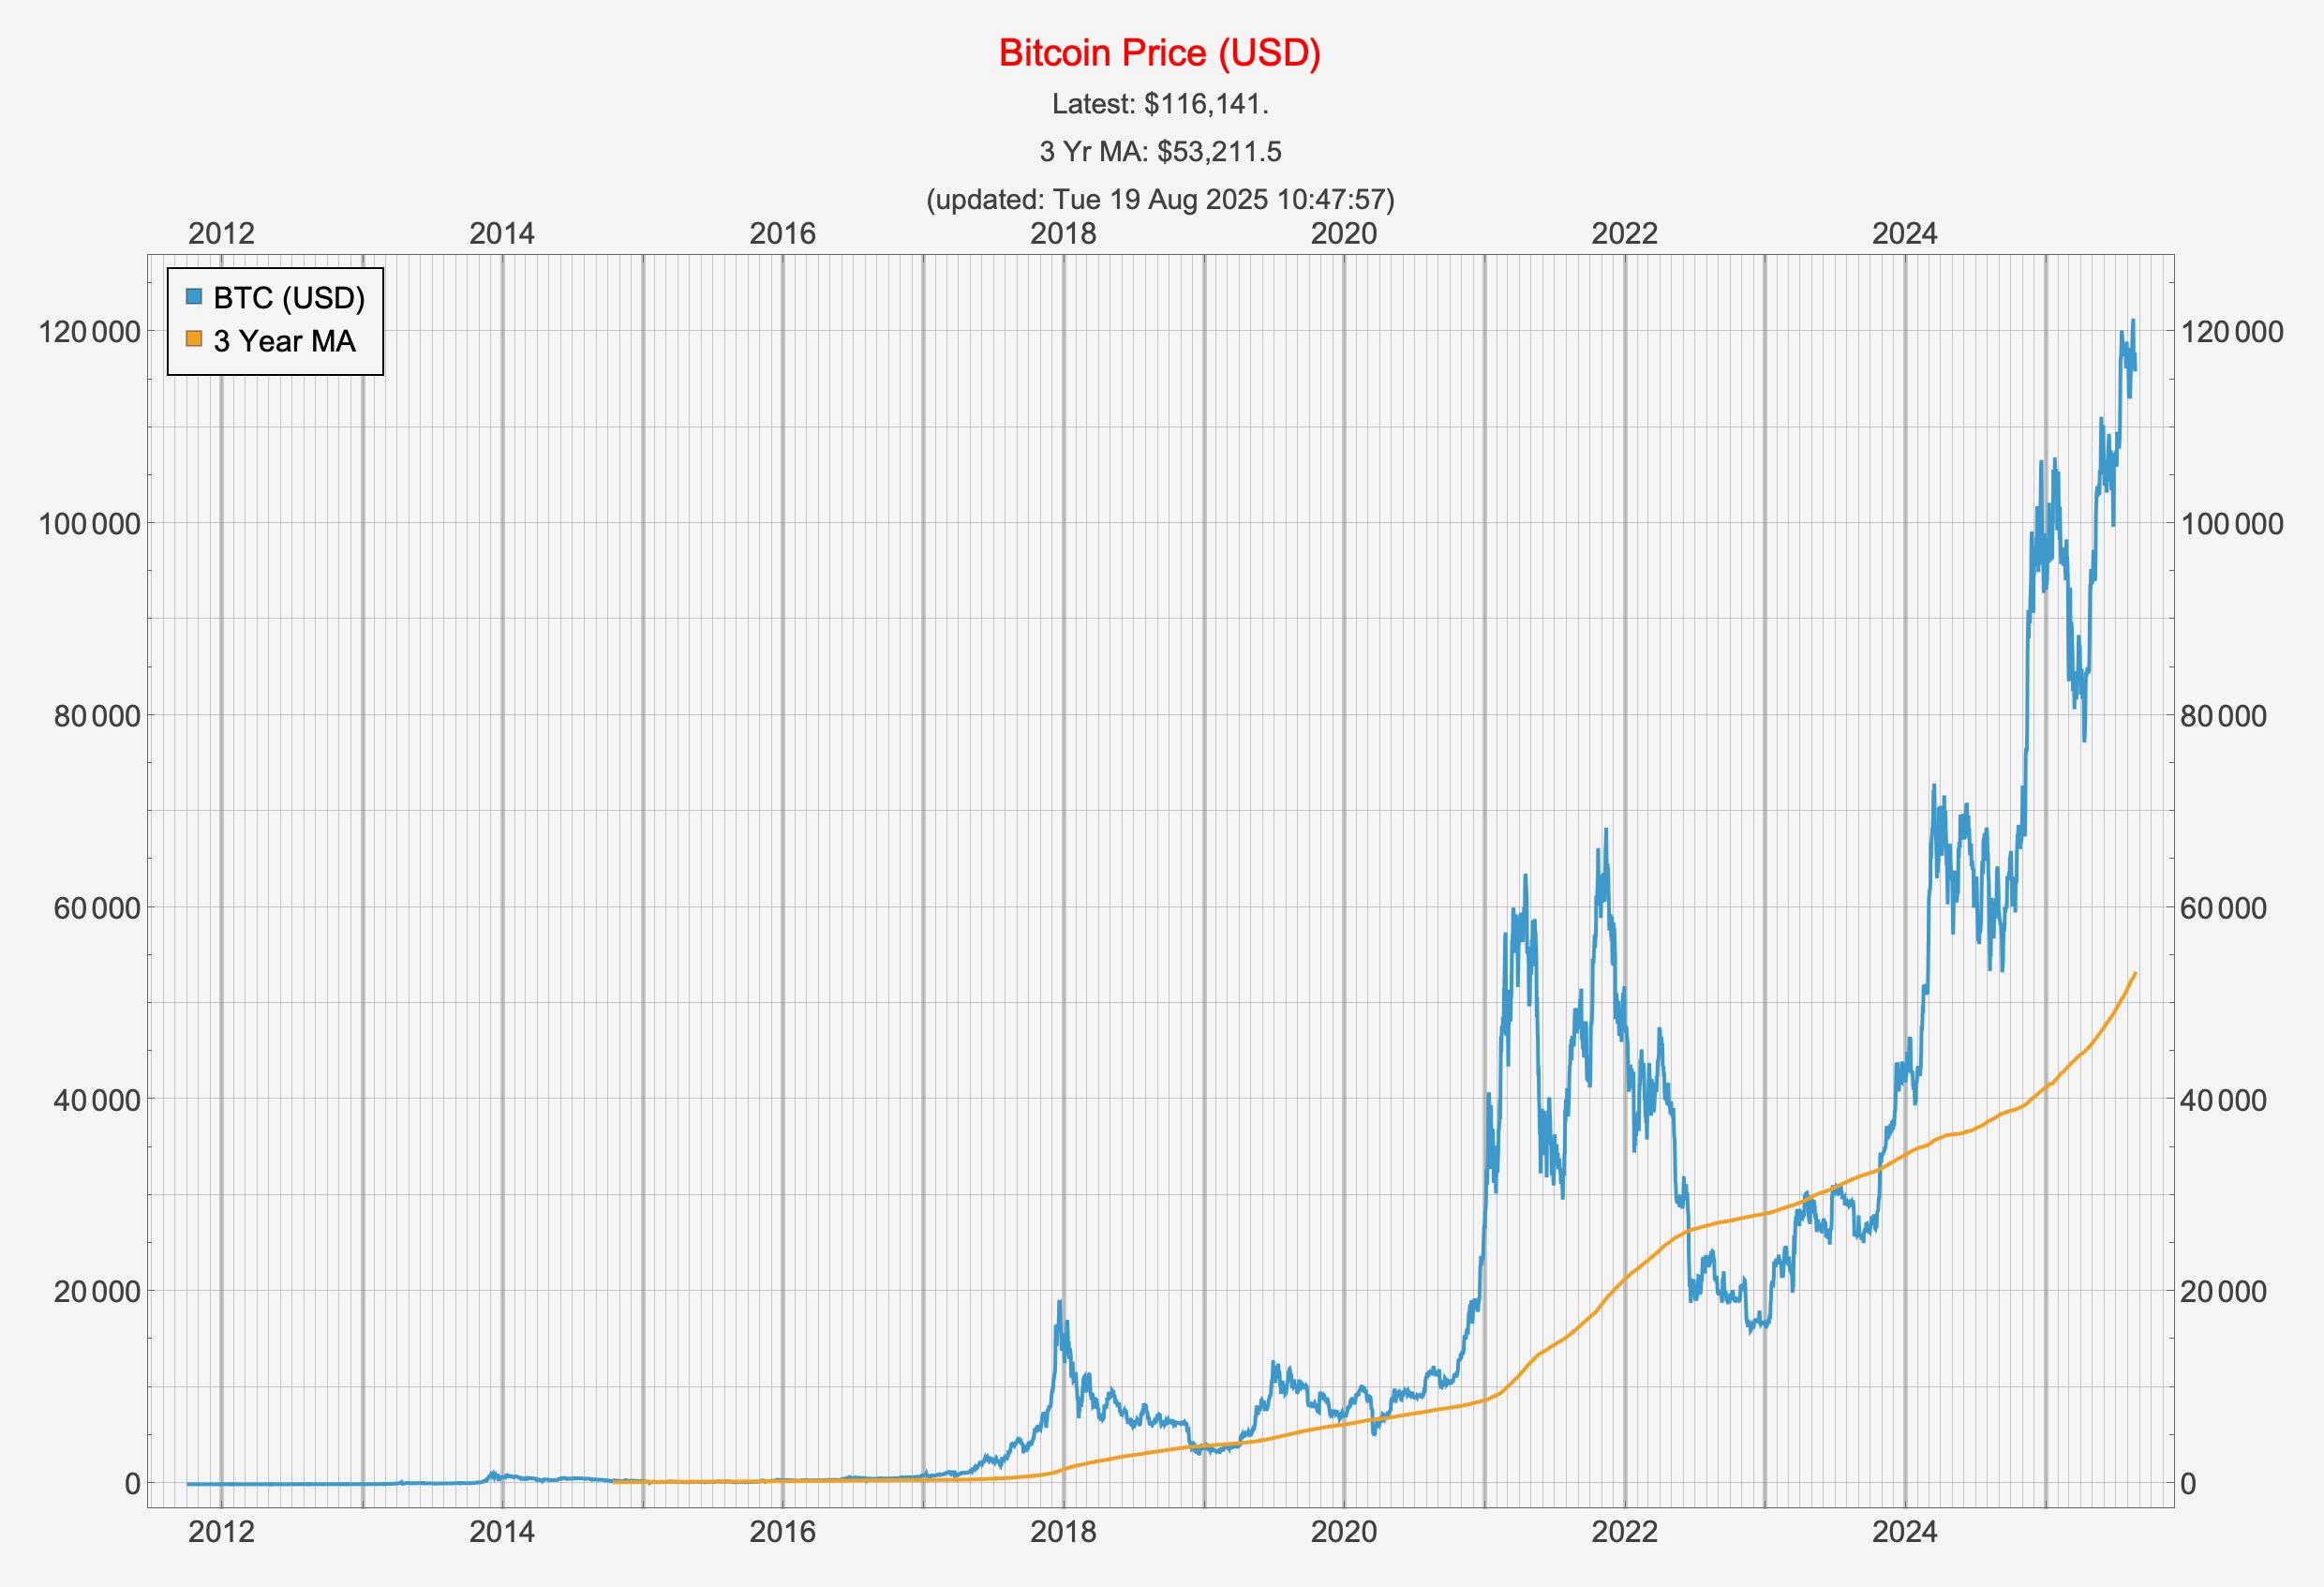 Bitcoin Price (USD)
Latest: $116,141.
3 Yr MA: $53,211.5
(updated: Tue 19 Aug 2025 10:47:57)
2012 2014 2016 2018 2020 2022 2024
BTC (USD)
3 Year MA
120 000 120 000
100 000 100 000
80 000 80 000
60 000 60 000
40 000 40 000
20 000 20 000
0 0
2012 2014 2016 2018 2020 2022 2024